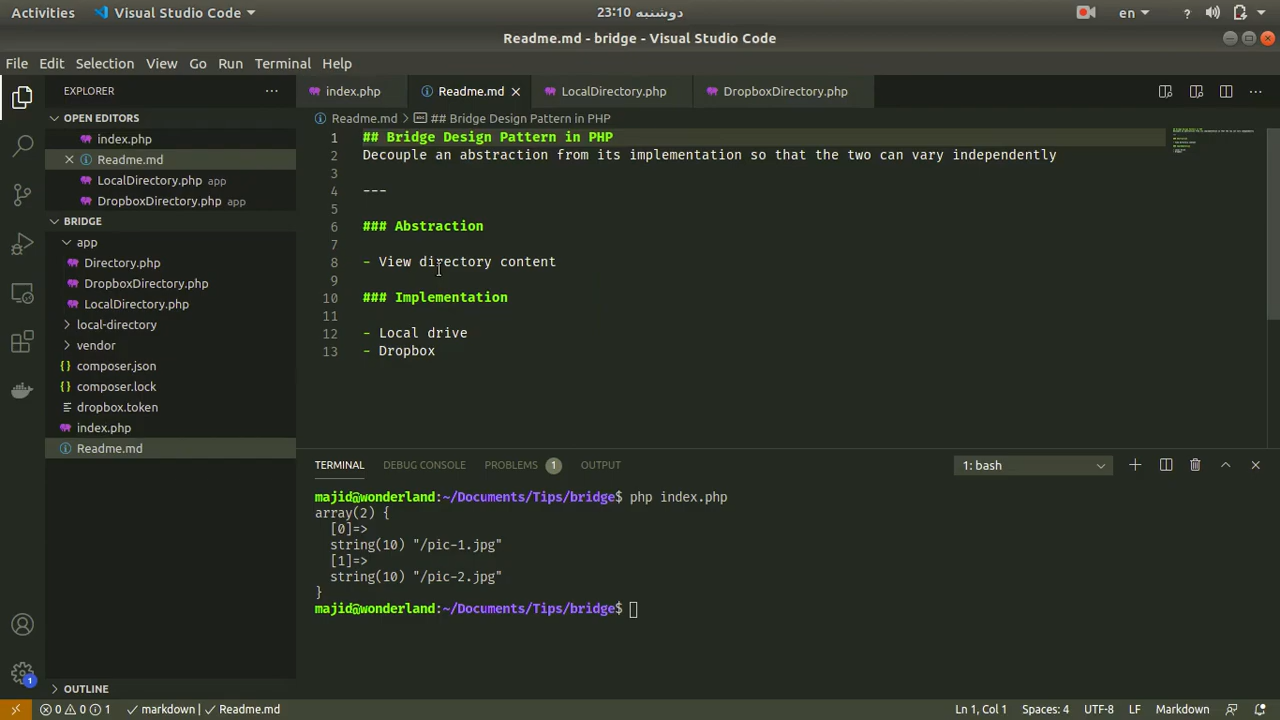 Activities Visual Studio Code 23:10 دوشنبه en ?
Readme.md - bridge - Visual Studio Code
File Edit Selection View Go Run Terminal Help
EXPLORER ···
OPEN EDITORS
index.php
Readme.md
LocalDirectory.php app
DropboxDirectory.php app
BRIDGE
app
Directory.php
DropboxDirectory.php
LocalDirectory.php
local-directory
vendor
{} composer.json
{} composer.lock
dropbox.token
index.php
Readme.md
OUTLINE
index.php Readme.md LocalDirectory.php DropboxDirectory.php ···
Readme.md > ## Bridge Design Pattern in PHP
1 ## Bridge Design Pattern in PHP
2 Decouple an abstraction from its implementation so that the two can vary independently
3
4 ---
5
6 ### Abstraction
7
8 - View directory content
9
10 ### Implementation
11
12 - Local drive
13 - Dropbox
TERMINAL DEBUG CONSOLE PROBLEMS 1 OUTPUT 1: bash
majid@wonderland:~/Documents/Tips/bridge$ php index.php
array(2) {
[0]=>
string(10) "/pic-1.jpg"
[1]=>
string(10) "/pic-2.jpg"
}
majid@wonderland:~/Documents/Tips/bridge$
1
0 0 1 markdown Readme.md Ln 1, Col 1 Spaces: 4 UTF-8 LF Markdown